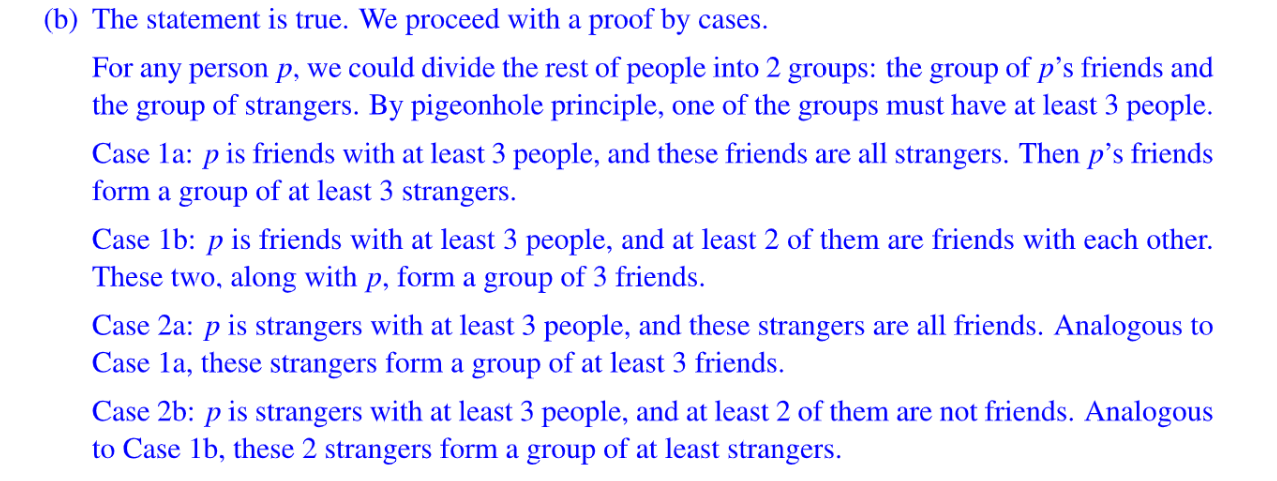 (b) The statement is true. We proceed with a proof by cases.
For any person p, we could divide the rest of people into 2 groups: the group of p's friends and
the group of strangers. By pigeonhole principle, one of the groups must have at least 3 people.
Case 1a: p is friends with at least 3 people, and these friends are all strangers. Then p's friends
form a group of at least 3 strangers.
Case 1b: p is friends with at least 3 people, and at least 2 of them are friends with each other.
These two, along with p, form a group of 3 friends.
Case 2a: p is strangers with at least 3 people, and these strangers are all friends. Analogous to
Case 1a, these strangers form a group of at least 3 friends.
Case 2b: p is strangers with at least 3 people, and at least 2 of them are not friends. Analogous
to Case 1b, these 2 strangers form a group of at least strangers.